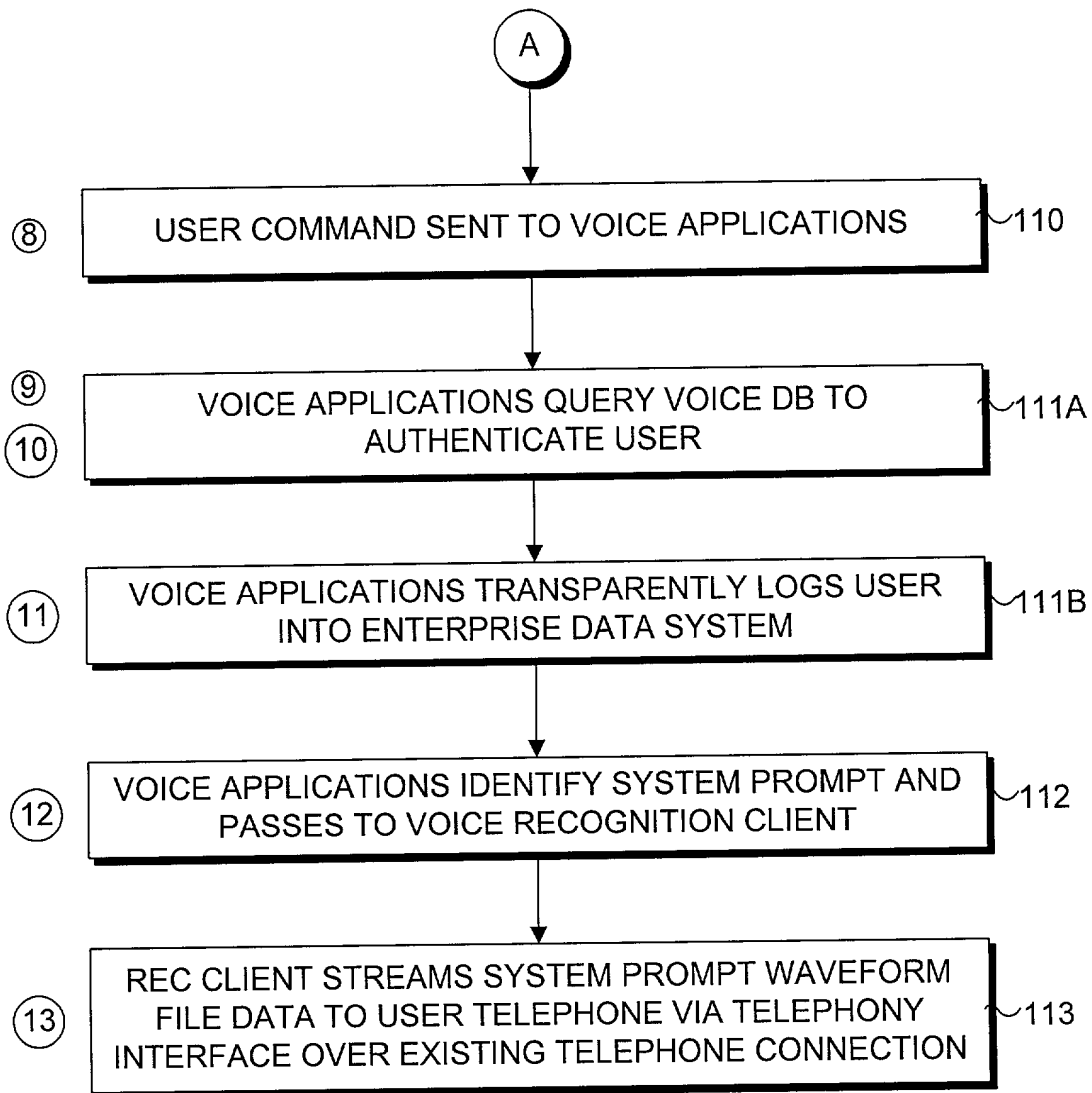 A
8
USER COMMAND SENT TO VOICE APPLICATIONS
110
9
10
VOICE APPLICATIONS QUERY VOICE DB TO
AUTHENTICATE USER
111A
11
VOICE APPLICATIONS TRANSPARENTLY LOGS USER
INTO ENTERPRISE DATA SYSTEM
111B
12
VOICE APPLICATIONS IDENTIFY SYSTEM PROMPT AND
PASSES TO VOICE RECOGNITION CLIENT
112
13
REC CLIENT STREAMS SYSTEM PROMPT WAVEFORM
FILE DATA TO USER TELEPHONE VIA TELEPHONY
INTERFACE OVER EXISTING TELEPHONE CONNECTION
113